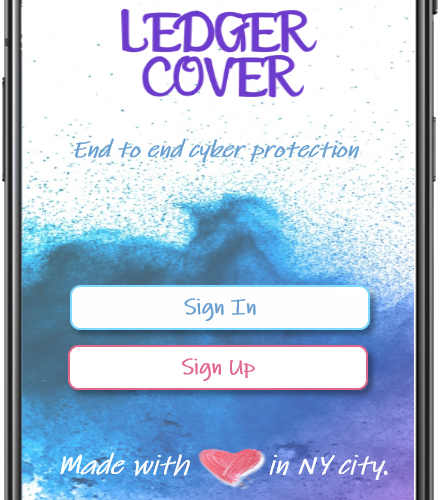 LEDGER
COVER
End to end cyber protection
Sign In
Sign Up
Made with in NY city.